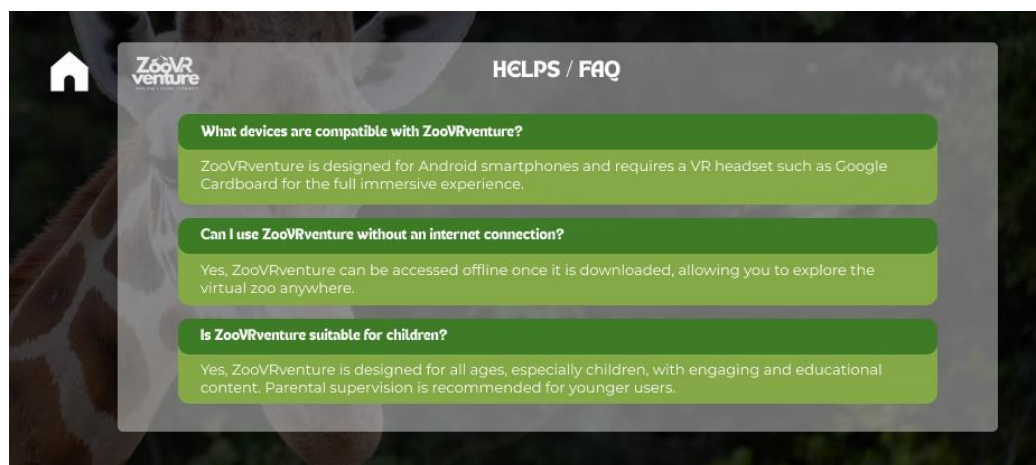 ZooVR
venture
HELPS / FAQ
What devices are compatible with ZooVRventure?
ZooVRventure is designed for Android smartphones and requires a VR headset such as Google
Cardboard for the full immersive experience.
Can I use ZooVRventure without an internet connection?
Yes, ZooVRventure can be accessed offline once it is downloaded, allowing you to explore the
virtual zoo anywhere.
Is ZooVRventure suitable for children?
Yes, ZooVRventure is designed for all ages, especially children, with engaging and educational
content. Parental supervision is recommended for younger users.